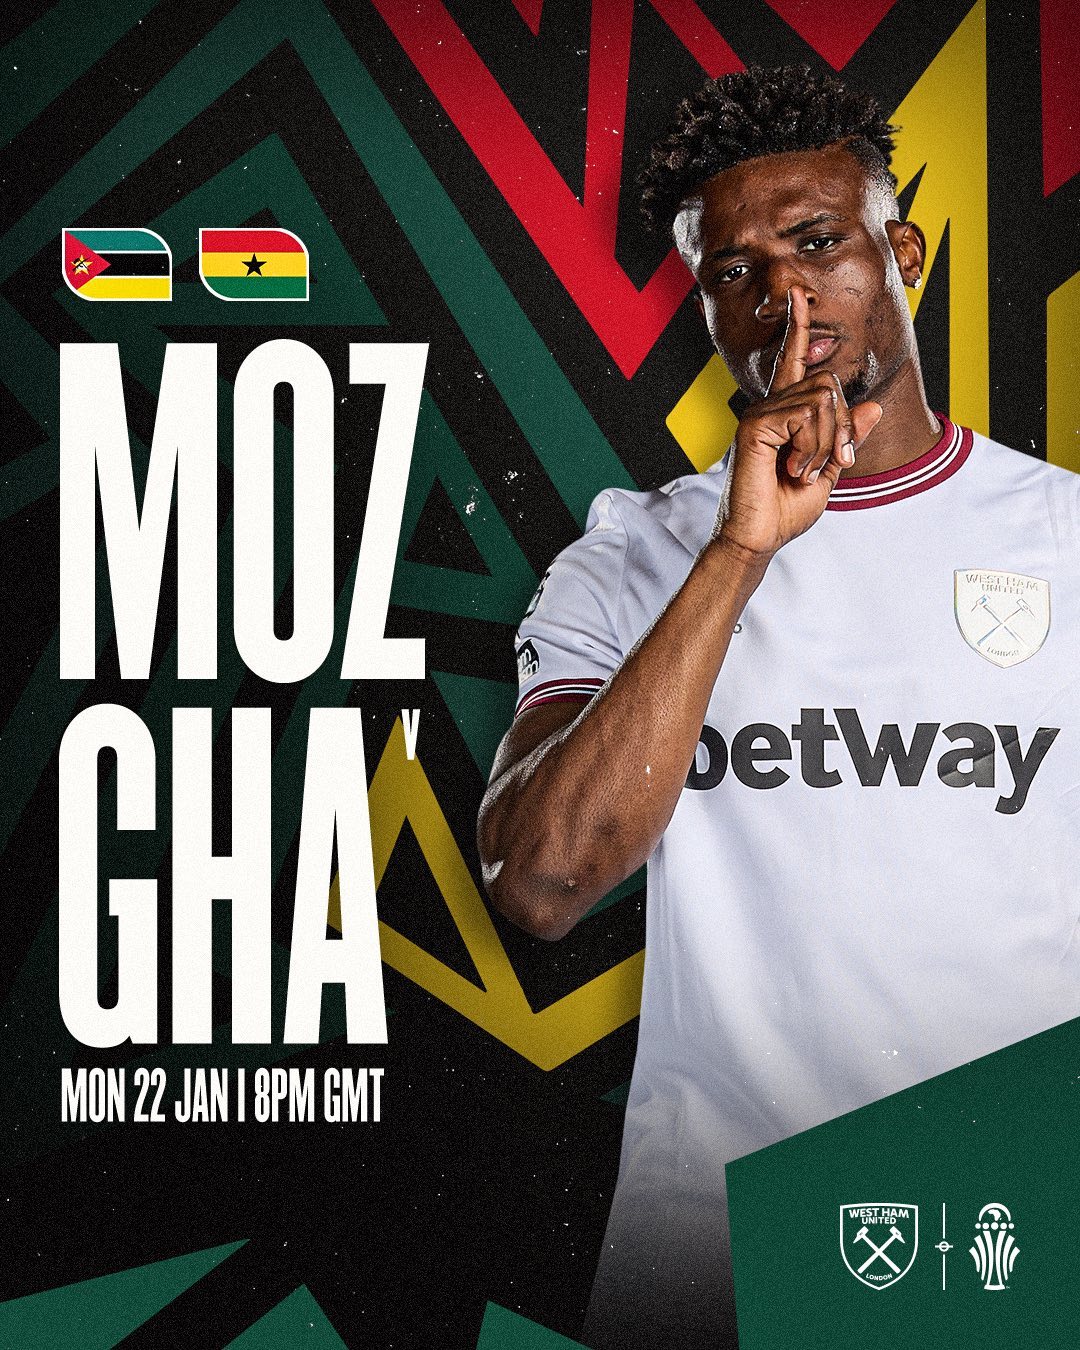 MOZ
V
GHA
MON 22 JAN | 8PM GMT
WEST HAM
UNITED
LONDON
betway
WEST HAM
UNITED
LONDON